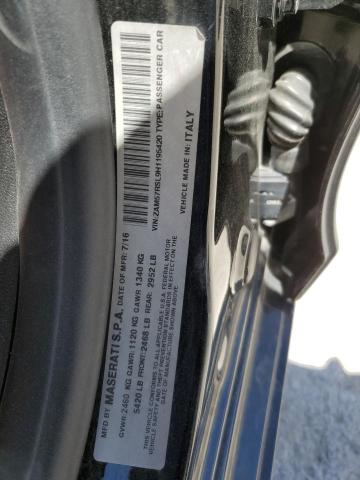 MFD BY MASERATI S.P.A. DATE OF MFR: 7/16
GVWR:2460 KG GAWR: 1120 KG GAWR 1340 KG
5420 LB FRONT:2468 LB REAR: 2952 LB
THIS VEHICLE CONFORMS TO ALL APPLICABLE U.S.A. FEDERAL MOTOR
VEHICLE SAFETY BUMPER AND THEFT PREVENTION STANDARDS IN EFFECT ON THE
DATE OF MANUFACTURE SHOWN ABOVE.
VIN:ZAM57RSL9H1195420 TYPE:PASSENGER CAR
VEHICLE MADE IN: ITALY